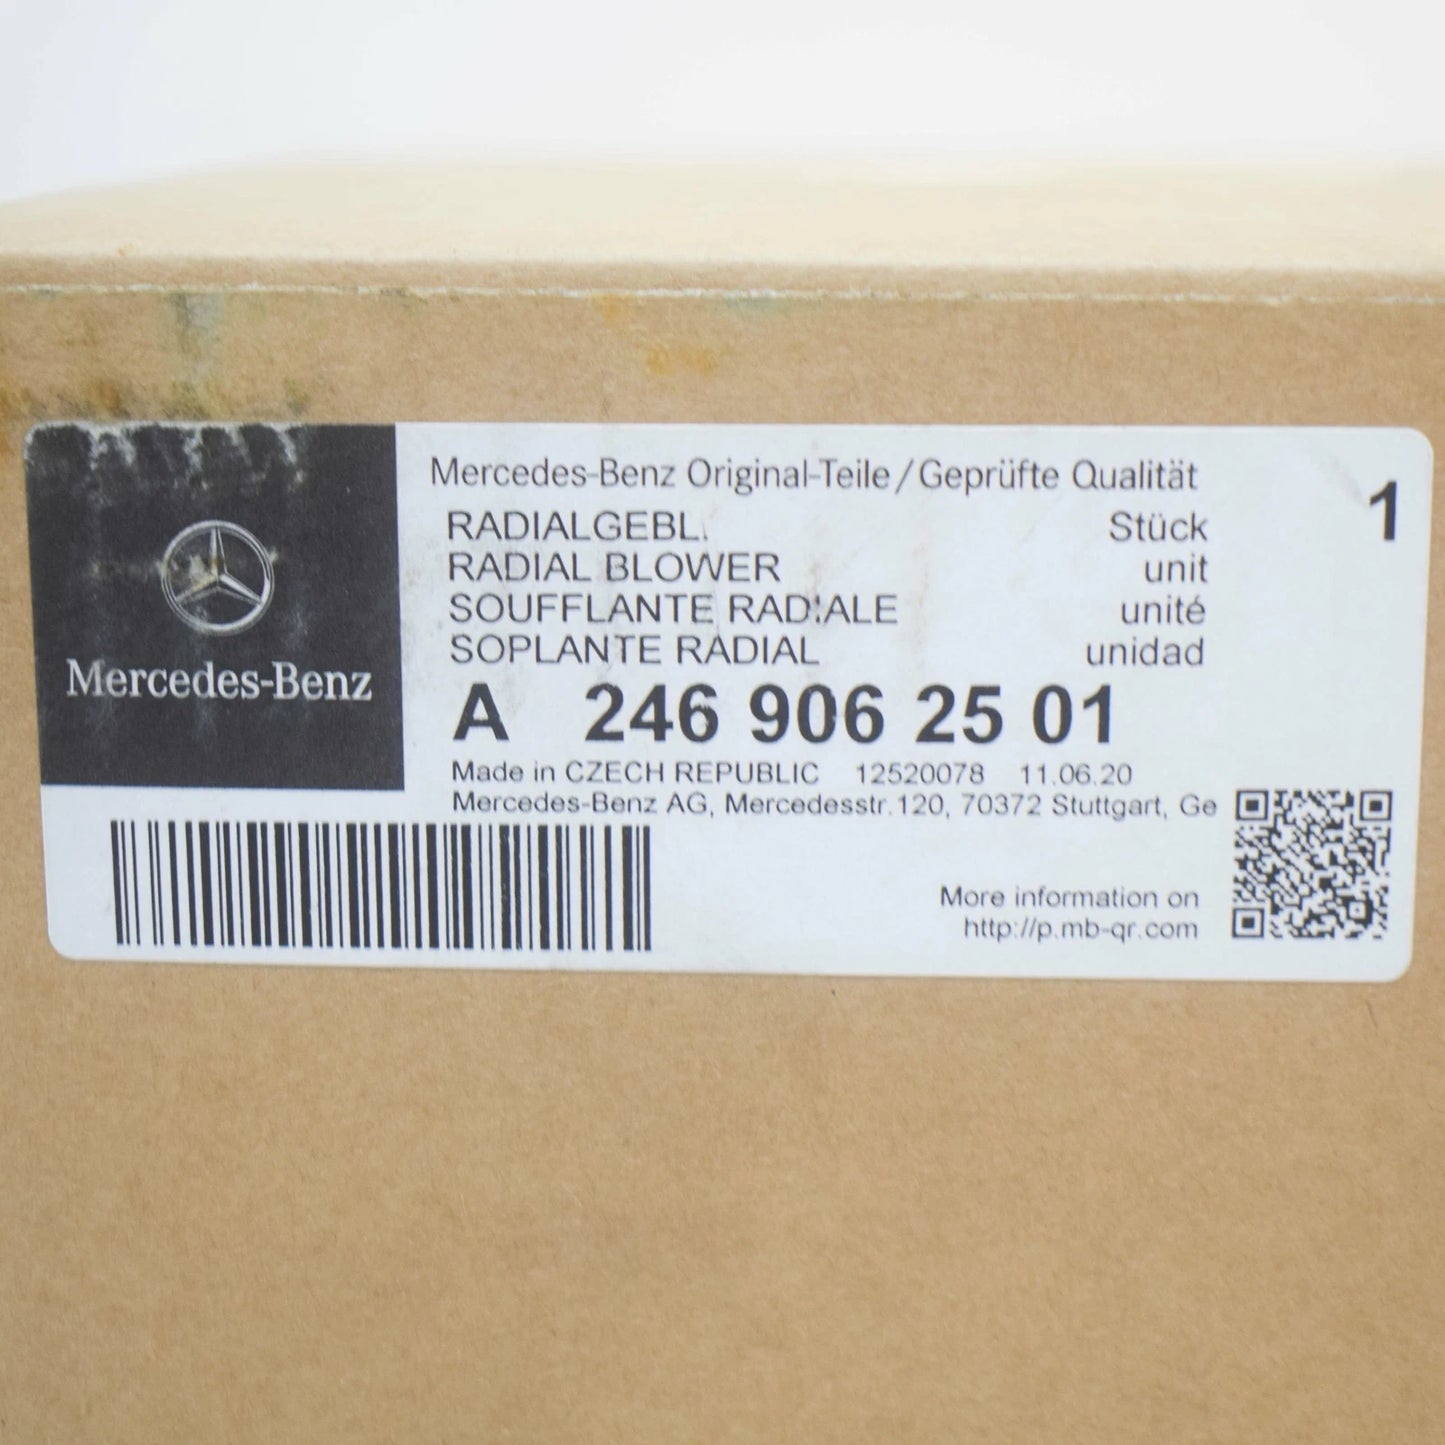 Mercedes-Benz
Mercedes-Benz Original-Teile / Geprüfte Qualität
RADIALGEBL. Stück 1
RADIAL BLOWER unit
SOUFFLANTE RADIALE unité
SOPLANTE RADIAL unidad
A 246 906 25 01
Made in CZECH REPUBLIC 12520078 11.06.20
Mercedes-Benz AG, Mercedesstr.120, 70372 Stuttgart, Ge
More information on
http://p.mb-qr.com